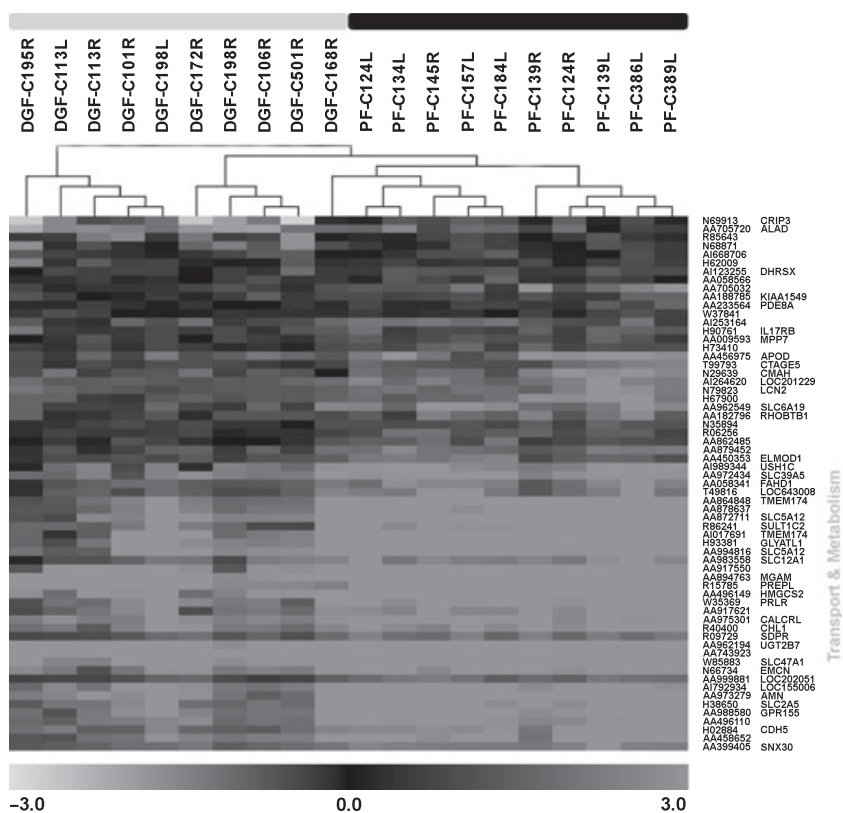 DGF-C195R
DGF-C113L
DGF-C113R
DGF-C101R
DGF-C198L
DGF-C172R
DGF-C198R
DGF-C106R
DGF-C501R
DGF-C168R
PF-C124L
PF-C134L
PF-C145R
PF-C157L
PF-C184L
PF-C139R
PF-C124R
PF-C139L
PF-C386L
PF-C389L
N69913 CRIP3
AA705720 ALAD
R85643
N68871
AI668706
H62009
AI123255 DHRSX
AA058566
AA705032
AA188785 KIAA1549
AA233564 PDE8A
W37841
AI253164
H90761 IL17RB
AA009593 MPP7
H73410
AA456975 APOD
T99793 CTAGE5
N29639 CMAH
AI264620 LOC201229
N79823 LCN2
H67900
AA962549 SLC6A19
AA182796 RHOBTB1
N35894
R06256
AA862485
AA879452
AA450353 ELMOD1
AI989344 USH1C
AA972434 SLC39A5
AA058341 FAHD1
T49816 LOC643008
AA864848 TMEM174
AA878637
AA872711 SLC5A12
R86241 SULT1C2
AI017691 TMEM174
H93381 GLYATL1
AA994816 SLC5A12
AA983558 SLC12A1
AA917550
AA894763 MGAM
R15785 PREPL
AA496149 HMGCS2
W35369 PRLR
AA917621
AA975301 CALCRL
R40400 CHL1
R09729 SDPR
AA962194 UGT2B7
AA743923
W85883 SLC47A1
N66734 EMCN
AA999881 LOC202051
AI792934 LOC155006
AA973279 AMN
H38650 SLC2A5
AA988580 GPR155
AA496110
H02884 CDH5
AA458652
AA399405 SNX30
Transport & Metabolism
−3.0 0.0 3.0